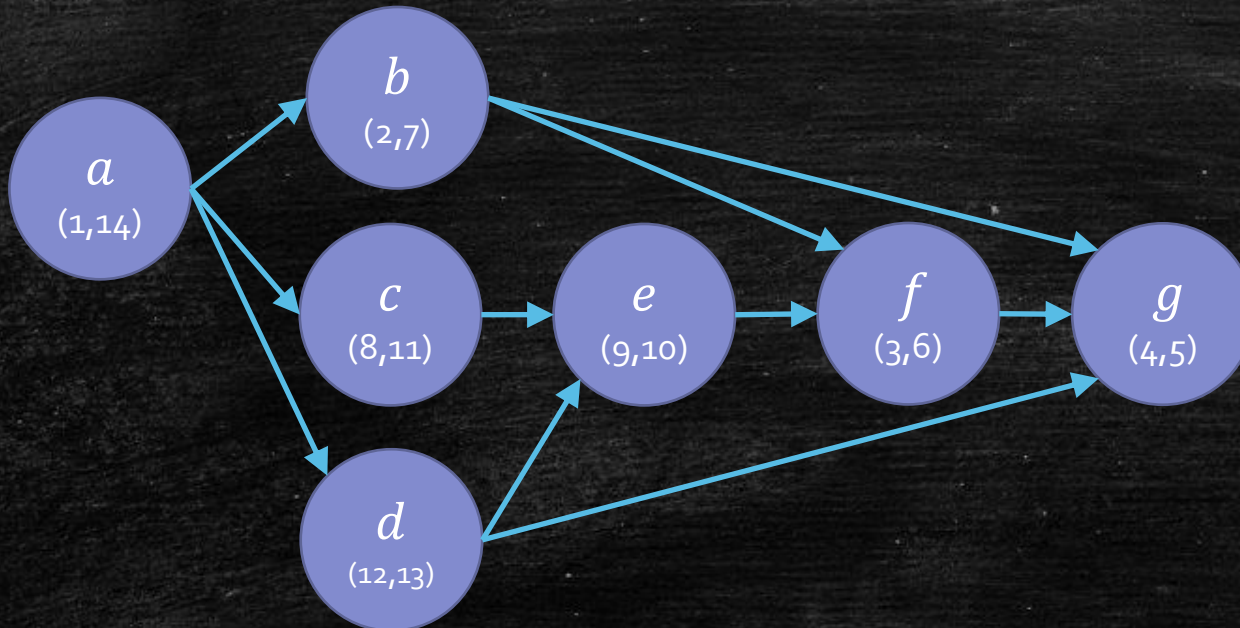 a
(1,14)
b
(2,7)
c
(8,11)
d
(12,13)
e
(9,10)
f
(3,6)
g
(4,5)